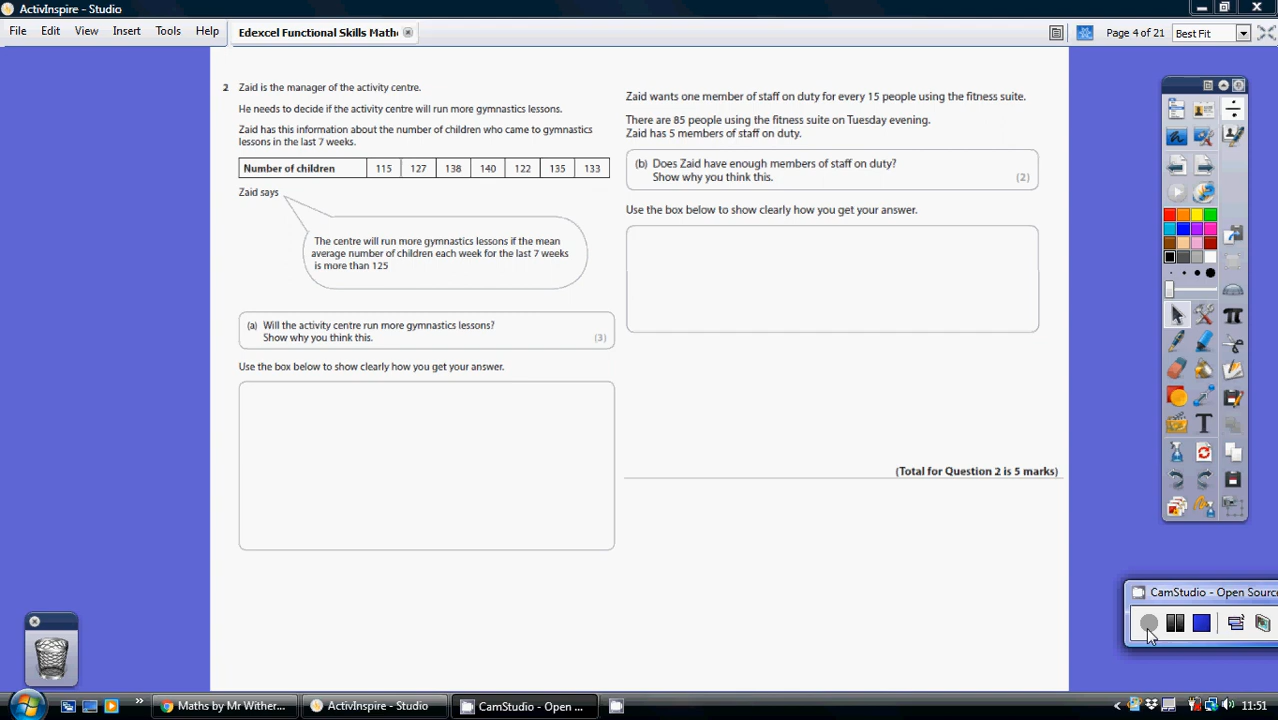 ActivInspire - Studio
File Edit View Insert Tools Help
Edexcel Functional Skills Mathe
Page 4 of 21
Best Fit
2 Zaid is the manager of the activity centre.
He needs to decide if the activity centre will run more gymnastics lessons.
Zaid has this information about the number of children who came to gymnastics
lessons in the last 7 weeks.
Number of children 115 127 138 140 122 135 133
Zaid says
The centre will run more gymnastics lessons if the mean
average number of children each week for the last 7 weeks
is more than 125
(a) Will the activity centre run more gymnastics lessons?
Show why you think this. (3)
Use the box below to show clearly how you get your answer.
Zaid wants one member of staff on duty for every 15 people using the fitness suite.
There are 85 people using the fitness suite on Tuesday evening.
Zaid has 5 members of staff on duty.
(b) Does Zaid have enough members of staff on duty?
Show why you think this. (2)
Use the box below to show clearly how you get your answer.
(Total for Question 2 is 5 marks)
CamStudio - Open Source
Maths by Mr Wither...
ActivInspire - Studio
CamStudio - Open ...
11:51